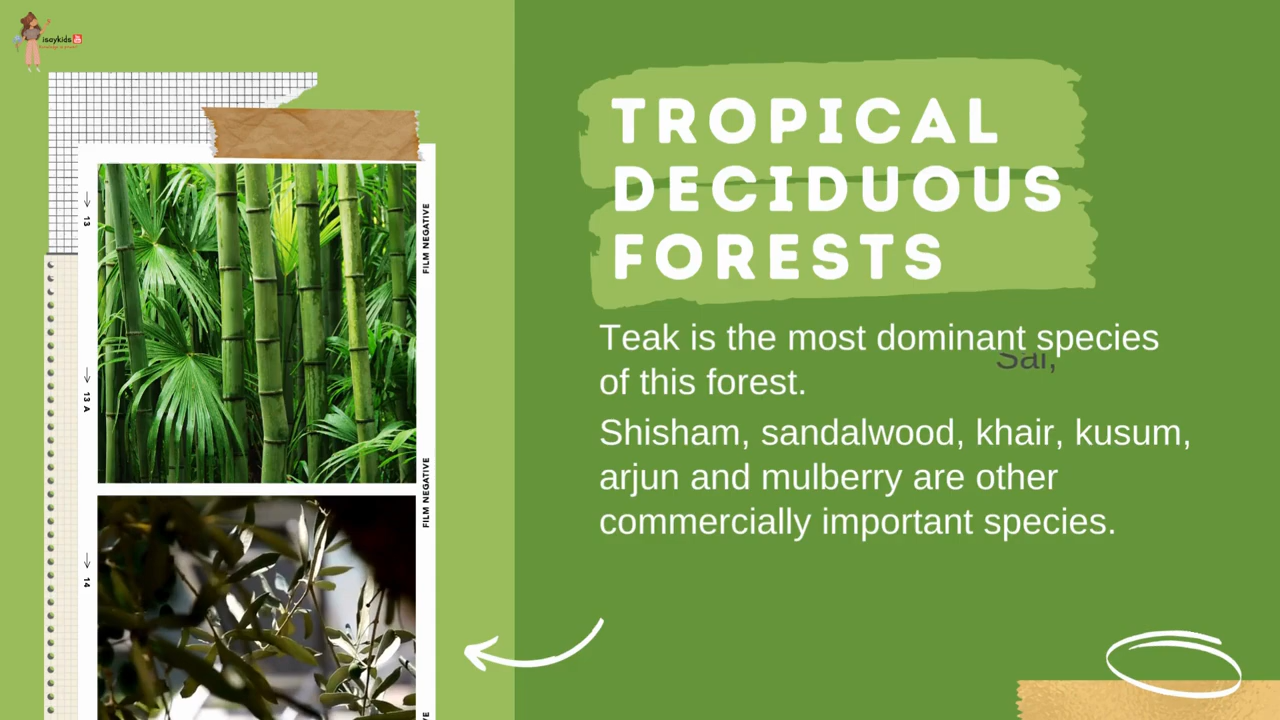 isaykids
TROPICAL
DECIDUOUS
FORESTS
Teak is the most dominant species
Sal,
of this forest.
Shisham, sandalwood, khair, kusum,
arjun and mulberry are other
commercially important species.
13
FILM NEGATIVE
13 A
FILM NEGATIVE
14